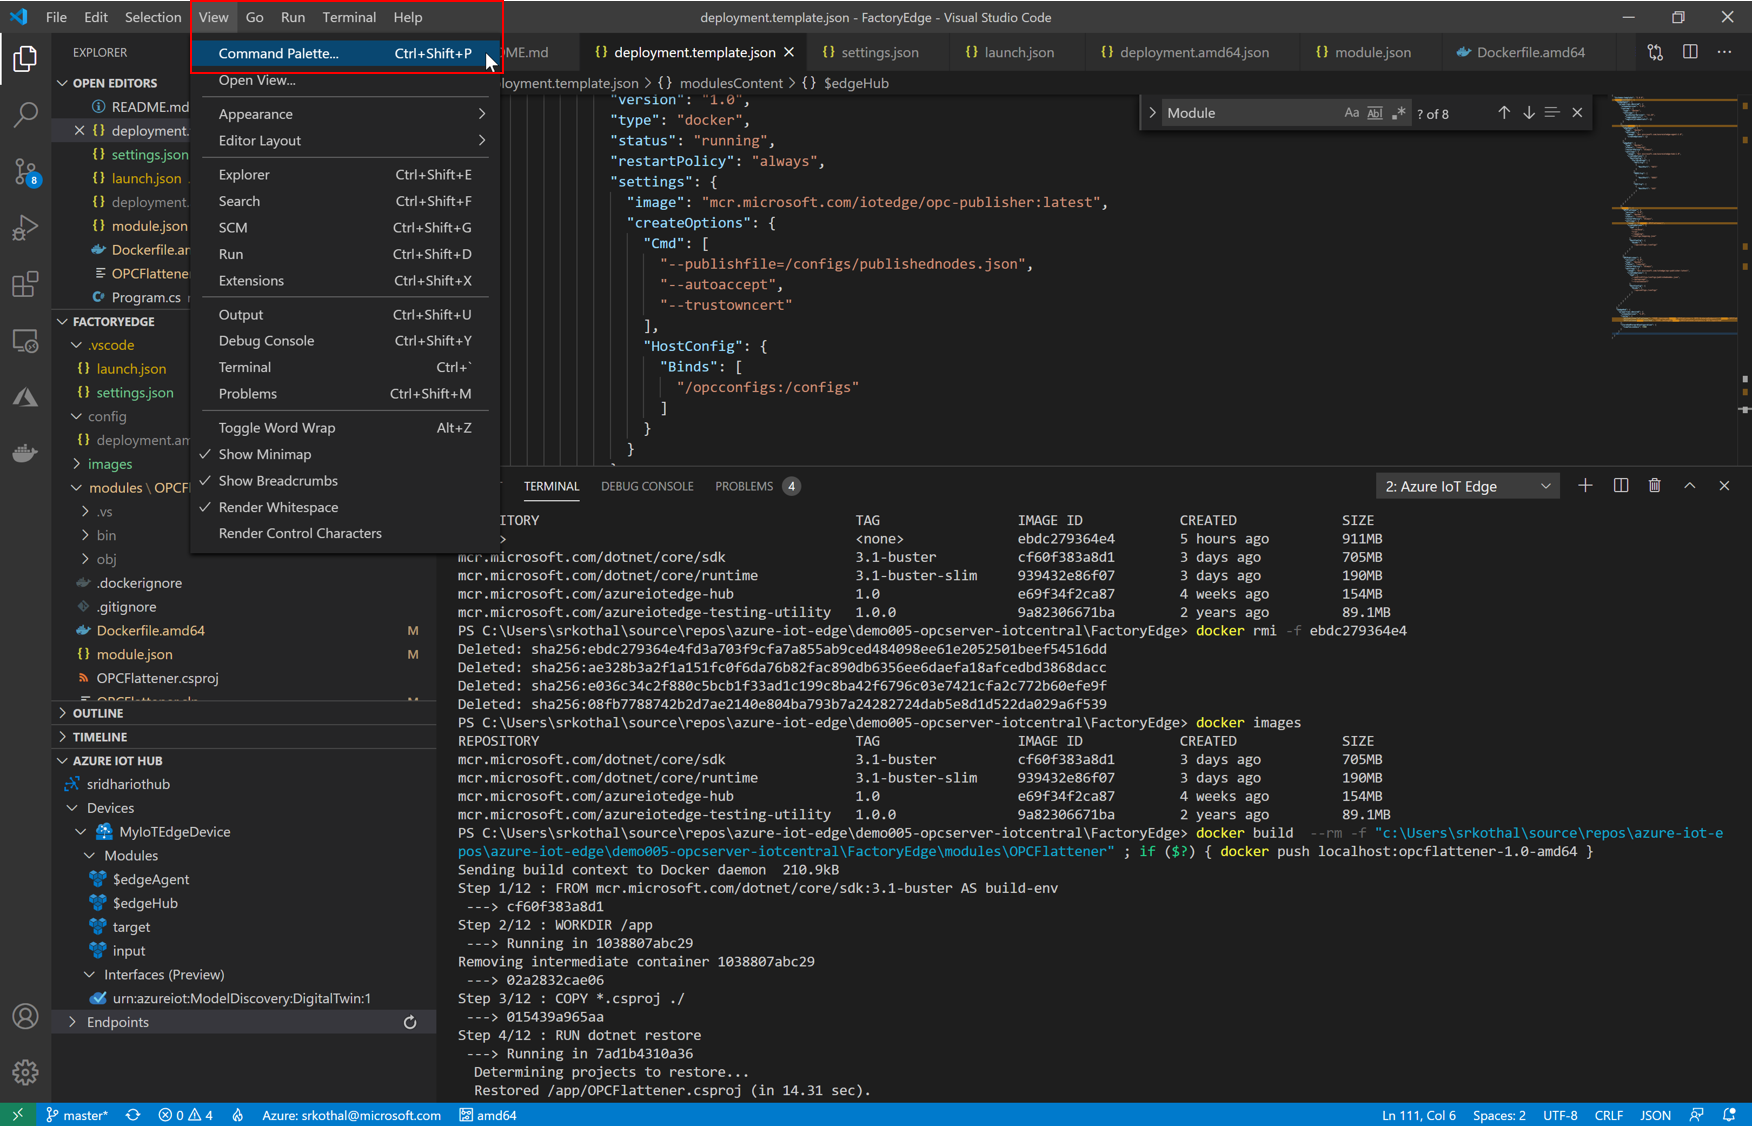 File Edit Selection View Go Run Terminal Help
deployment.template.json - FactoryEdge - Visual Studio Code
Command Palette... Ctrl+Shift+P
Open View...
Appearance
Editor Layout
Explorer Ctrl+Shift+E
Search Ctrl+Shift+F
SCM Ctrl+Shift+G
Run Ctrl+Shift+D
Extensions Ctrl+Shift+X
Output Ctrl+Shift+U
Debug Console Ctrl+Shift+Y
Terminal Ctrl+`
Problems Ctrl+Shift+M
Toggle Word Wrap Alt+Z
✓ Show Minimap
✓ Show Breadcrumbs
✓ Render Whitespace
Render Control Characters
EXPLORER
OPEN EDITORS
README.md
deployment.
settings.json
launch.json
deployment.
module.json
Dockerfile.am
OPCFlattener
Program.cs
8
FACTORYEDGE
.vscode
launch.json
settings.json
config
deployment.am
images
modules \ OPCFl
.vs
bin
obj
.dockerignore
.gitignore
Dockerfile.amd64 M
module.json M
OPCFlattener.csproj
OUTLINE
TIMELINE
AZURE IOT HUB
sridhariothub
Devices
MyIoTEdgeDevice
Modules
$edgeAgent
$edgeHub
target
input
Interfaces (Preview)
urn:azureiot:ModelDiscovery:DigitalTwin:1
Endpoints
ME.md {} deployment.template.json {} settings.json {} launch.json {} deployment.amd64.json {} module.json Dockerfile.amd64
loyment.template.json > {} modulesContent > {} $edgeHub
Module Aa Abl .* ? of 8
"version": "1.0",
"type": "docker",
"status": "running",
"restartPolicy": "always",
"settings": {
"image": "mcr.microsoft.com/iotedge/opc-publisher:latest",
"createOptions": {
"Cmd": [
"--publishfile=/configs/publishednodes.json",
"--autoaccept",
"--trustowncert"
],
"HostConfig": {
"Binds": [
"/opcconfigs:/configs"
]
}
}
TERMINAL DEBUG CONSOLE PROBLEMS 4 2: Azure IoT Edge
ITORY TAG IMAGE ID CREATED SIZE
> <none> ebdc279364e4 5 hours ago 911MB
mcr.microsoft.com/dotnet/core/sdk 3.1-buster cf60f383a8d1 3 days ago 705MB
mcr.microsoft.com/dotnet/core/runtime 3.1-buster-slim 939432e86f07 3 days ago 190MB
mcr.microsoft.com/azureiotedge-hub 1.0 e69f34f2ca87 4 weeks ago 154MB
mcr.microsoft.com/azureiotedge-testing-utility 1.0.0 9a82306671ba 2 years ago 89.1MB
PS C:\Users\srkothal\source\repos\azure-iot-edge\demo005-opcserver-iotcentral\FactoryEdge> docker rmi -f ebdc279364e4
Deleted: sha256:ebdc279364e4fd3a703f9cfa7a855ab9ced484098ee61e2052501beef54516dd
Deleted: sha256:ae328b3a2f1a151fc0f6da76b82fac890db6356ee6daefa18afcedbd3868dacc
Deleted: sha256:e036c34c2f880c5bcb1f33ad1c199c8ba42f6796c03e7421cfa2c772b60efe9f
Deleted: sha256:08fb7788742b2d7ae2140e804ba793b7a24282724dab5e8d1d522da029a6f539
PS C:\Users\srkothal\source\repos\azure-iot-edge\demo005-opcserver-iotcentral\FactoryEdge> docker images
REPOSITORY TAG IMAGE ID CREATED SIZE
mcr.microsoft.com/dotnet/core/sdk 3.1-buster cf60f383a8d1 3 days ago 705MB
mcr.microsoft.com/dotnet/core/runtime 3.1-buster-slim 939432e86f07 3 days ago 190MB
mcr.microsoft.com/azureiotedge-hub 1.0 e69f34f2ca87 4 weeks ago 154MB
mcr.microsoft.com/azureiotedge-testing-utility 1.0.0 9a82306671ba 2 years ago 89.1MB
PS C:\Users\srkothal\source\repos\azure-iot-edge\demo005-opcserver-iotcentral\FactoryEdge> docker build --rm -f "c:\Users\srkothal\source\repos\azure-iot-e
pos\azure-iot-edge\demo005-opcserver-iotcentral\FactoryEdge\modules\OPCFlattener" ; if ($?) { docker push localhost:opcflattener-1.0-amd64 }
Sending build context to Docker daemon 210.9kB
Step 1/12 : FROM mcr.microsoft.com/dotnet/core/sdk:3.1-buster AS build-env
---> cf60f383a8d1
Step 2/12 : WORKDIR /app
---> Running in 1038807abc29
Removing intermediate container 1038807abc29
---> 02a2832cae06
Step 3/12 : COPY *.csproj ./
---> 015439a965aa
Step 4/12 : RUN dotnet restore
---> Running in 7ad1b4310a36
Determining projects to restore...
Restored /app/OPCFlattener.csproj (in 14.31 sec).
master* 0 4 Azure: srkothal@microsoft.com amd64 Ln 111, Col 6 Spaces: 2 UTF-8 CRLF JSON